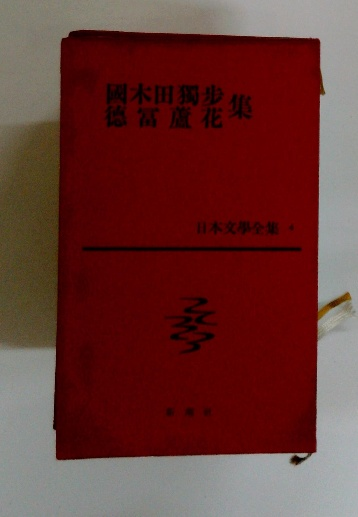 國木田獨歩
德冨蘆花 集
日本文學全集